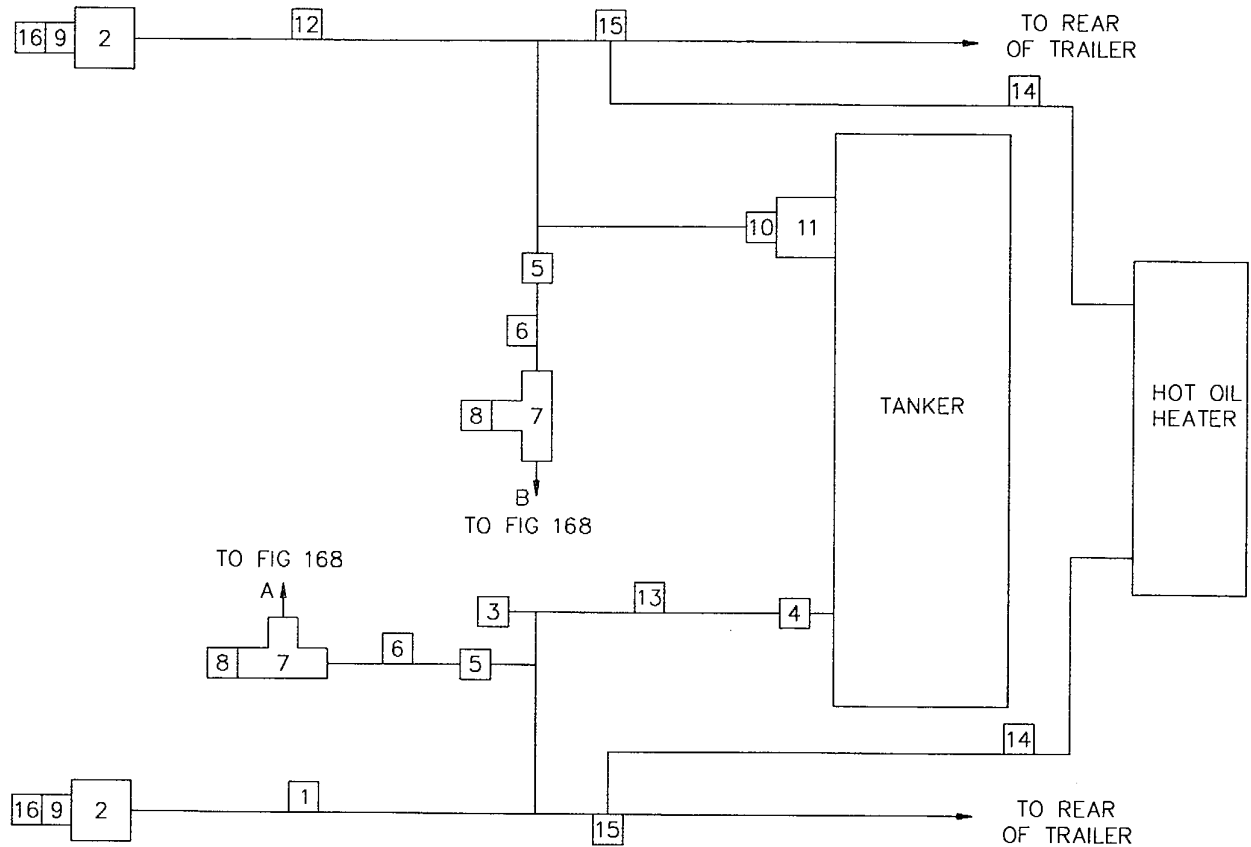 16 9 2 12 15 TO REAR
OF TRAILER
14
10 11
5
6
8 7
TANKER
HOT OIL
HEATER
B
TO FIG 168
TO FIG 168
A
3 13 4
8 7 6 5
14
16 9 2 1 15 TO REAR
OF TRAILER